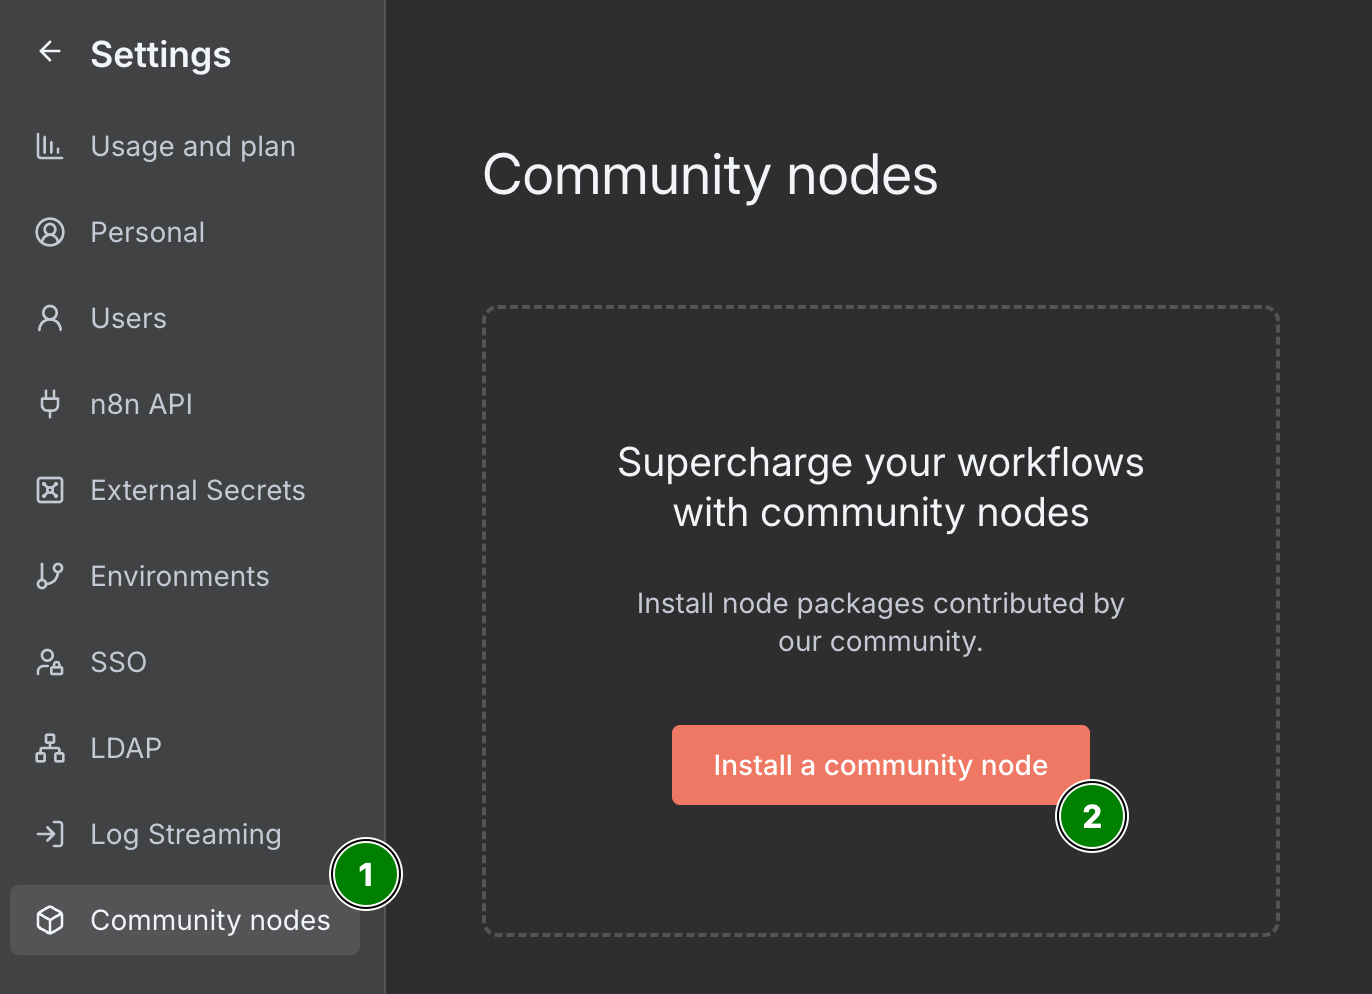 Settings
Usage and plan
Personal
Users
n8n API
External Secrets
Environments
SSO
LDAP
Log Streaming
1
Community nodes
Community nodes
Supercharge your workflows
with community nodes
Install node packages contributed by
our community.
Install a community node
2